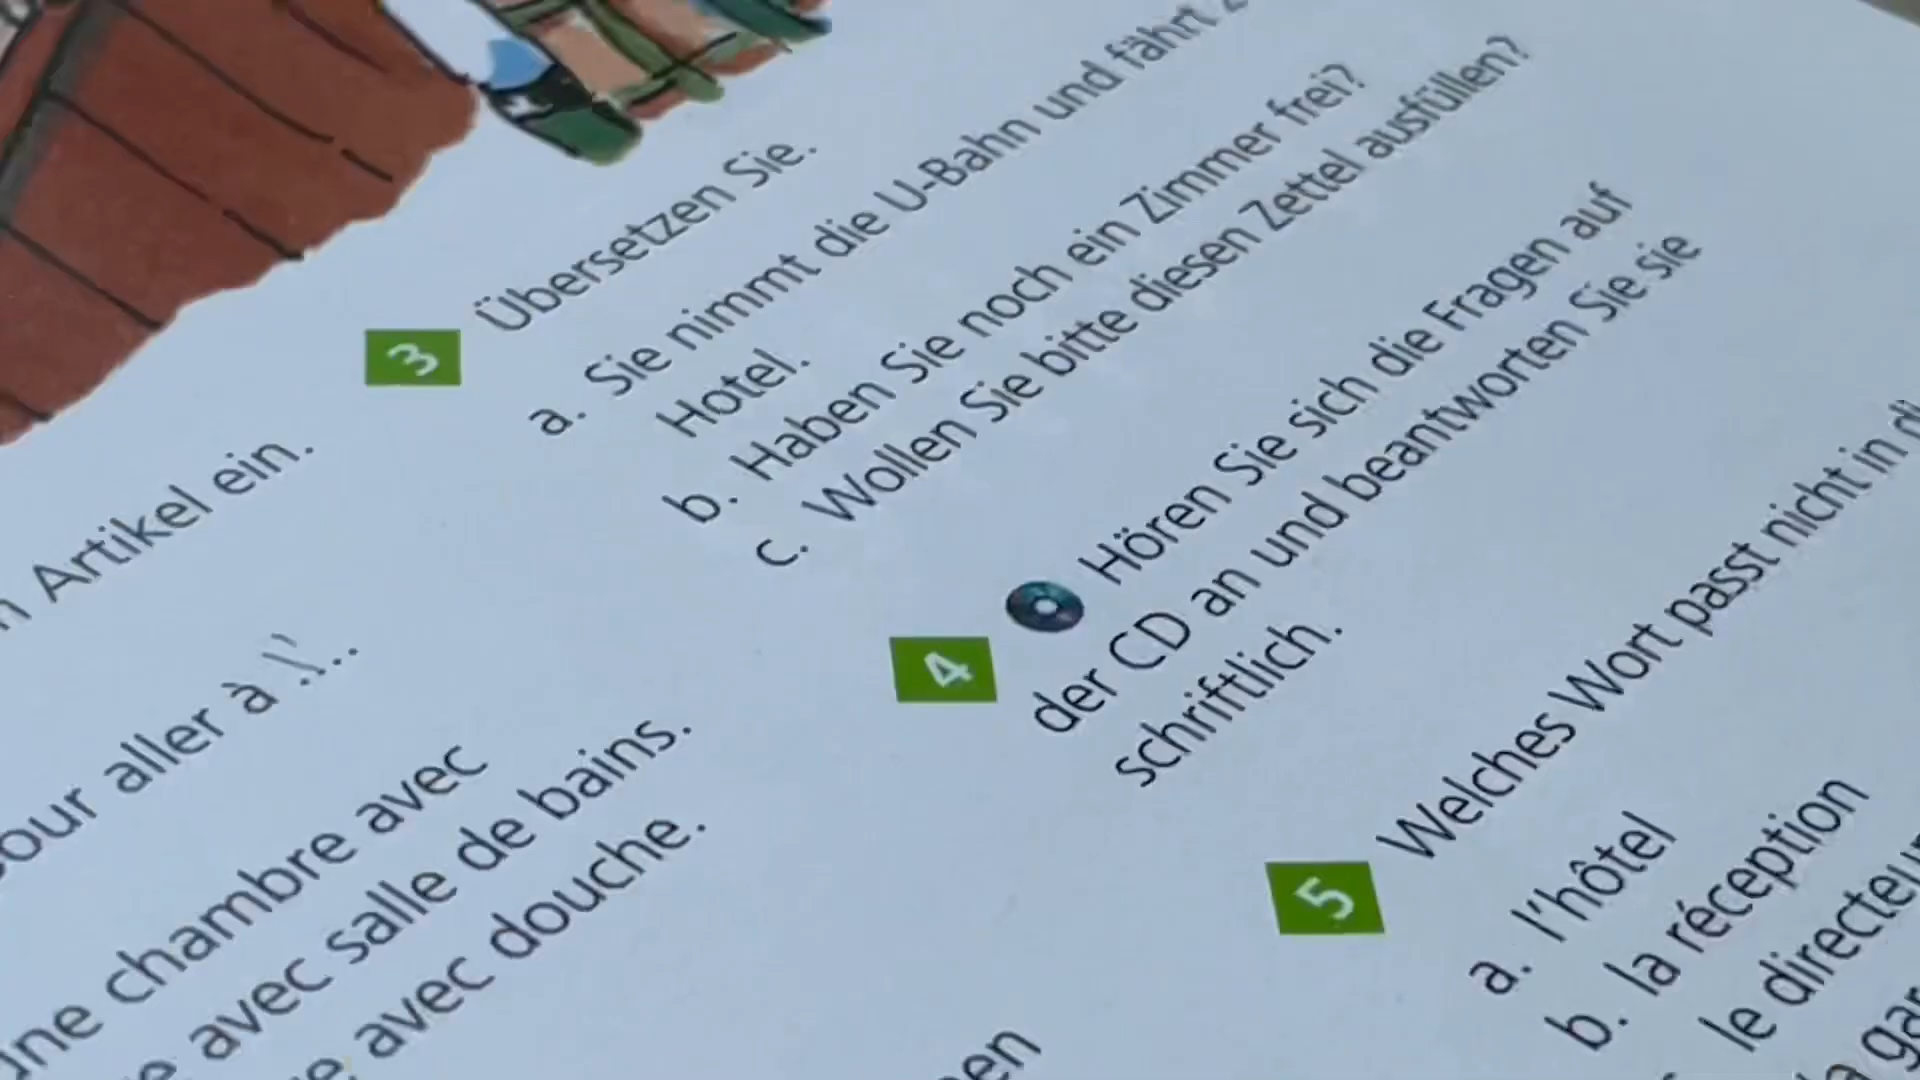 Artikel ein.
pour aller à
une chambre avec
avec salle de bains.
avec douche.
3 Übersetzen Sie.
a. Sie nimmt die U-Bahn und fährt
Hotel.
b. Haben Sie noch ein Zimmer frei?
c. Wollen Sie bitte diesen Zettel ausfüllen?
4 Hören Sie sich die Fragen auf
der CD an und beantworten Sie sie
schriftlich.
5 Welches Wort passt nicht in
a. l'hôtel
b. la réception
le directeur